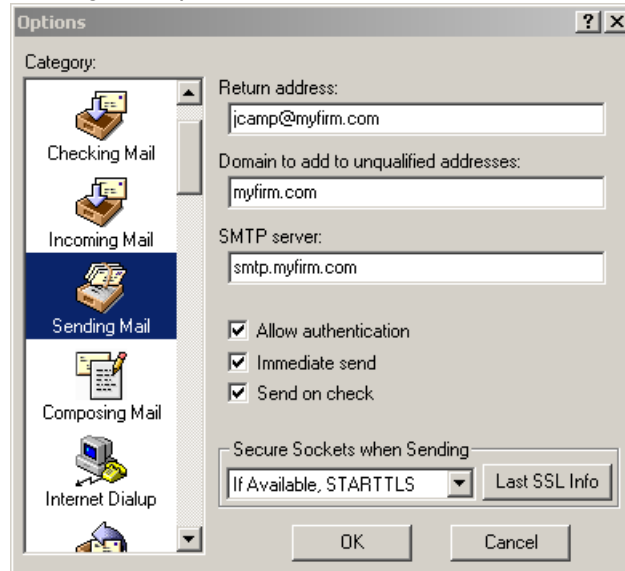 Options
Category:
Checking Mail
Incoming Mail
Sending Mail
Composing Mail
Internet Dialup
Return address:
jcamp@myfirm.com
Domain to add to unqualified addresses:
myfirm.com
SMTP server:
smtp.myfirm.com
Allow authentication
Immediate send
Send on check
Secure Sockets when Sending
If Available, STARTTLS
Last SSL Info
OK
Cancel